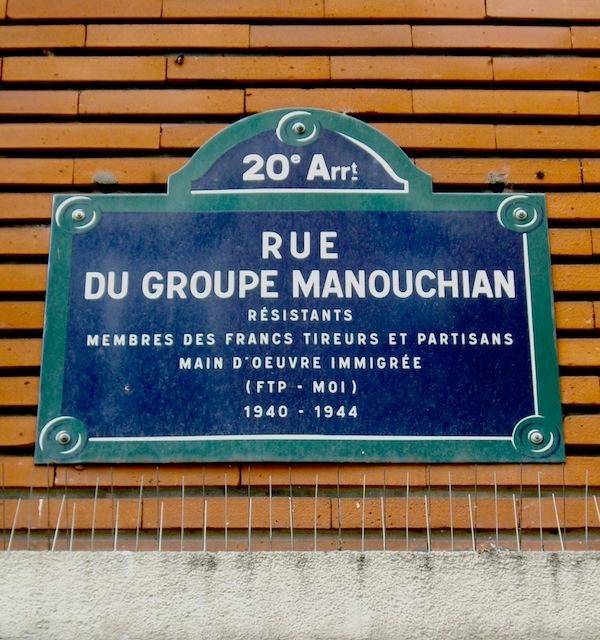 20e Arrt
RUE
DU GROUPE MANOUCHIAN
RÉSISTANTS
MEMBRES DES FRANCS TIREURS ET PARTISANS
MAIN D'OEUVRE IMMIGRÉE
(FTP - MOI)
1940 - 1944